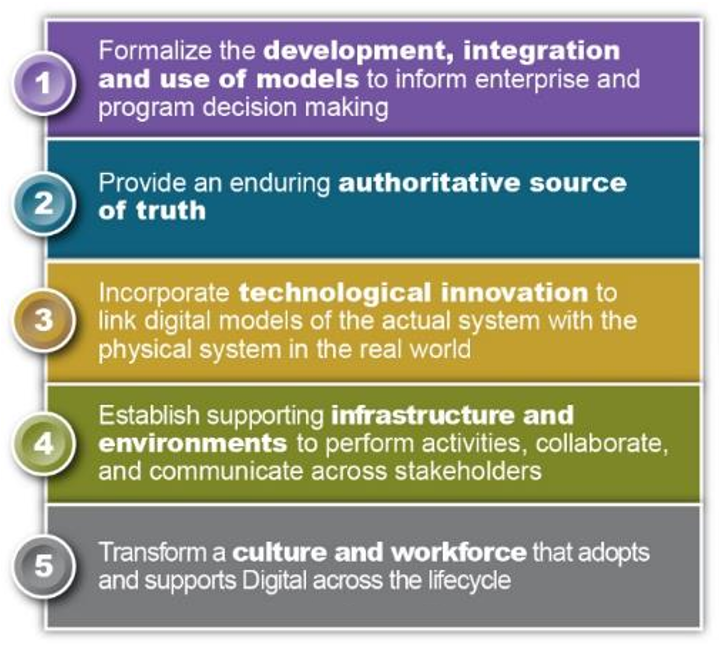 1
Formalize the development, integration
and use of models to inform enterprise and
program decision making
2
Provide an enduring authoritative source
of truth
3
Incorporate technological innovation to
link digital models of the actual system with the
physical system in the real world
4
Establish supporting infrastructure and
environments to perform activities, collaborate,
and communicate across stakeholders
5
Transform a culture and workforce that adopts
and supports Digital across the lifecycle